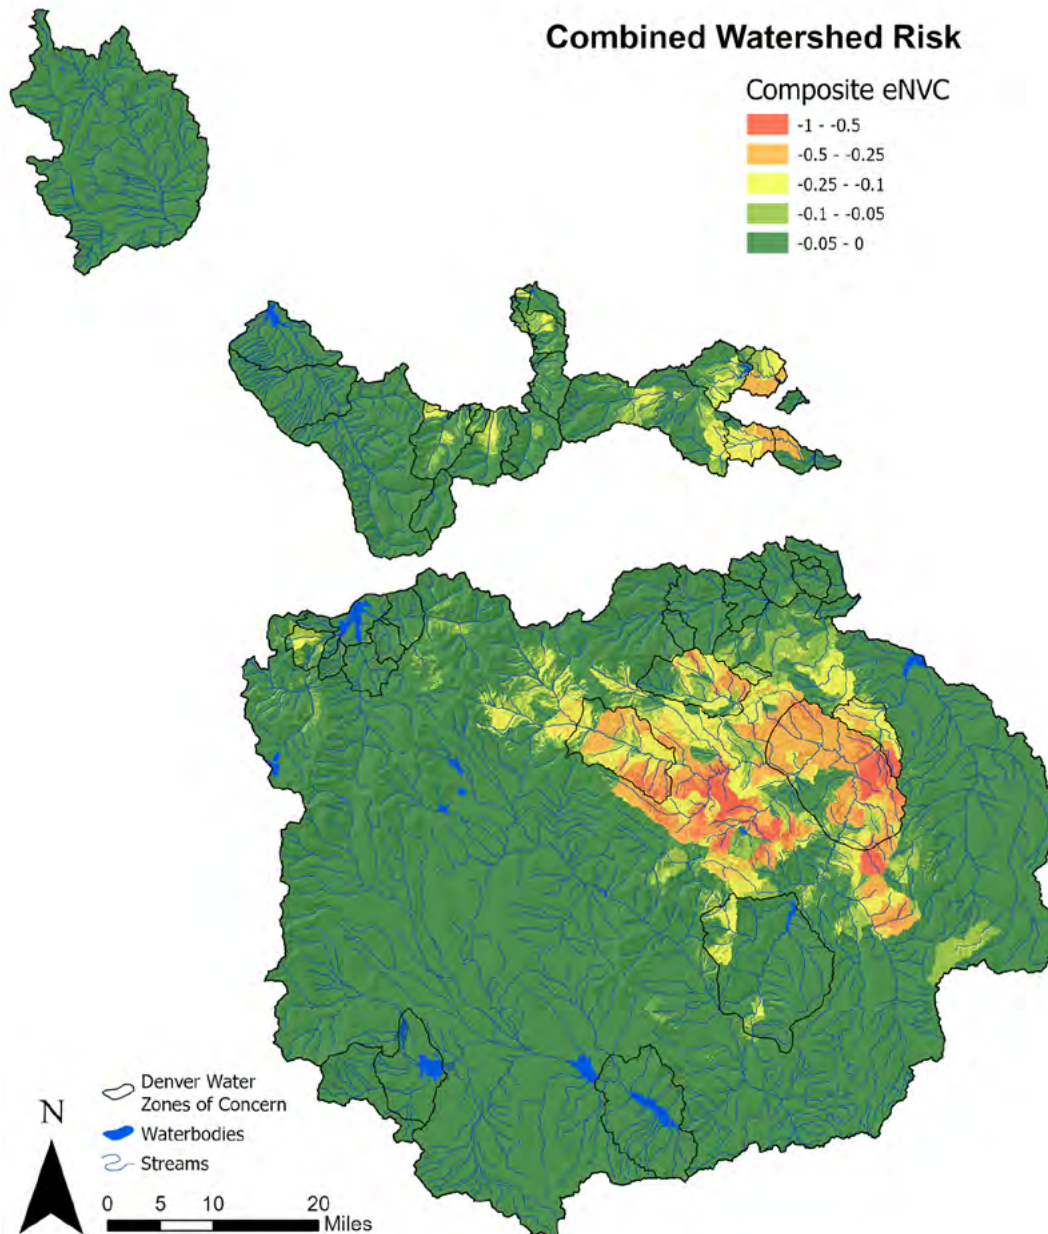 Combined Watershed Risk
Composite eNVC
-1 - -0.5
-0.5 - -0.25
-0.25 - -0.1
-0.1 - -0.05
-0.05 - 0
Denver Water
Zones of Concern
Waterbodies
Streams
N
0 5 10 20
Miles